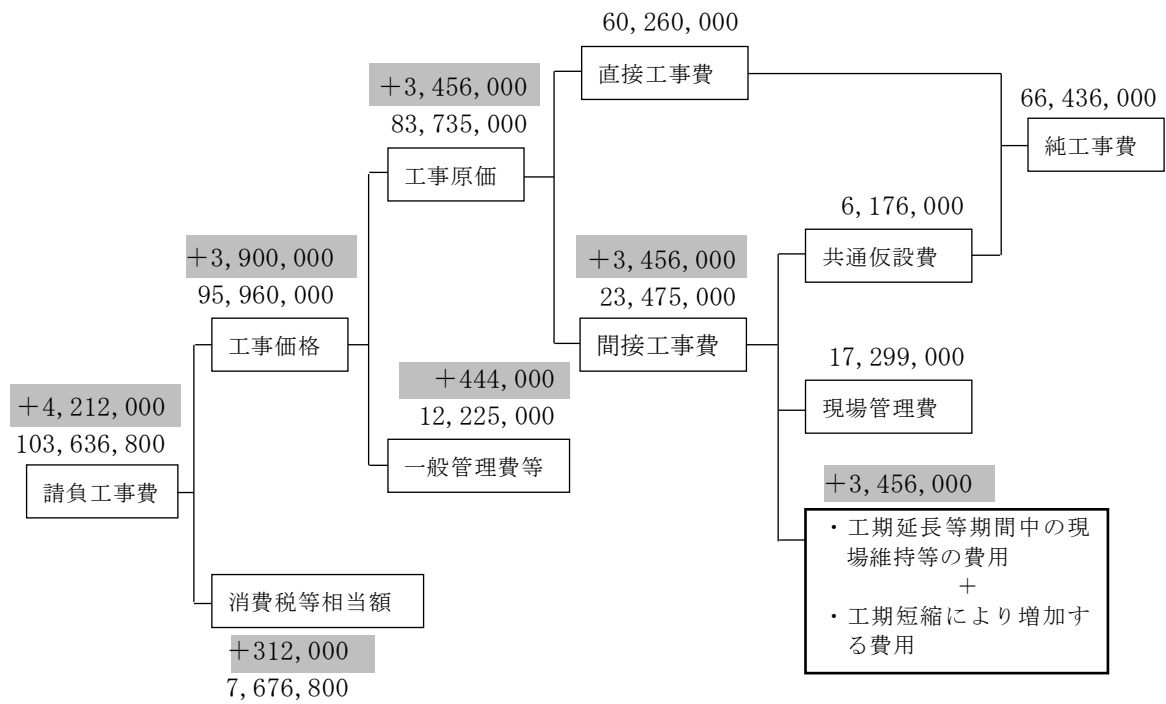 60,260,000
直接工事費
+3,456,000
83,735,000
工事原価
66,436,000
純工事費
6,176,000
共通仮設費
+3,900,000
95,960,000
工事価格
+3,456,000
23,475,000
間接工事費
17,299,000
現場管理費
+444,000
12,225,000
一般管理費等
+4,212,000
103,636,800
請負工事費
+3,456,000
・工期延長等期間中の現
場維持等の費用
+
・工期短縮により増加す
る費用
消費税等相当額
+312,000
7,676,800